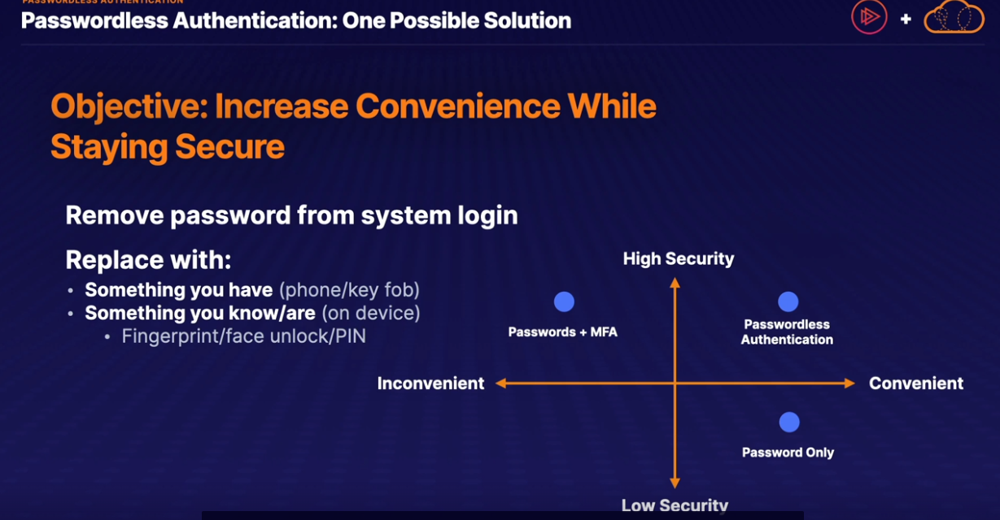 PASSWORDLESS AUTHENTICATION
Passwordless Authentication: One Possible Solution
+
Objective: Increase Convenience While
Staying Secure
Remove password from system login
Replace with:
• Something you have (phone/key fob)
• Something you know/are (on device)
• Fingerprint/face unlock/PIN
High Security
Passwords + MFA
Passwordless
Authentication
Inconvenient
Convenient
Password Only
Low Security